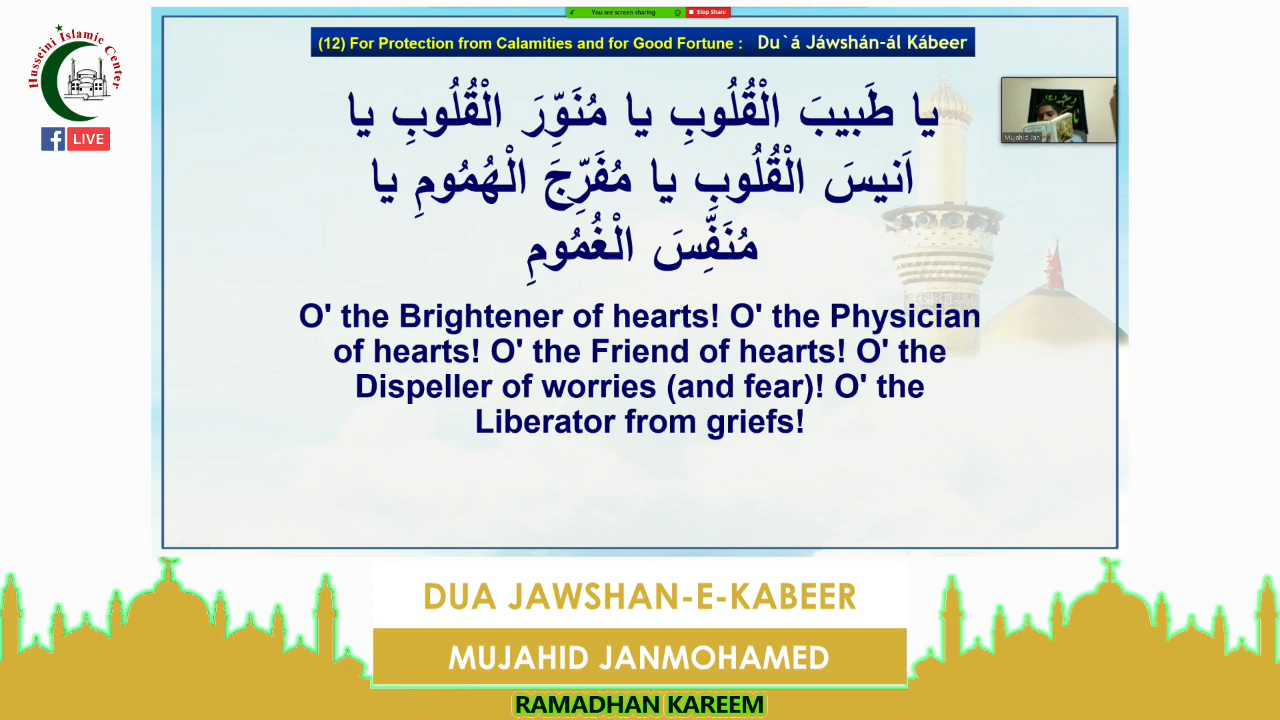 You are screen sharing
Stop Share
Husseini Islamic Center
LIVE
(12) For Protection from Calamities and for Good Fortune : Du`á Jáwshán-ál Kábeer
يا طَبيبَ الْقُلُوبِ يا مُنَوِّرَ الْقُلُوبِ يا
اَنيسَ الْقُلُوبِ يا مُفَرِّجَ الْهُمُومِ يا
مُنَفِّسَ الْغُمُومِ
Mujahid Jan
O' the Brightener of hearts! O' the Physician
of hearts! O' the Friend of hearts! O' the
Dispeller of worries (and fear)! O' the
Liberator from griefs!
DUA JAWSHAN-E-KABEER
MUJAHID JANMOHAMED
RAMADHAN KAREEM